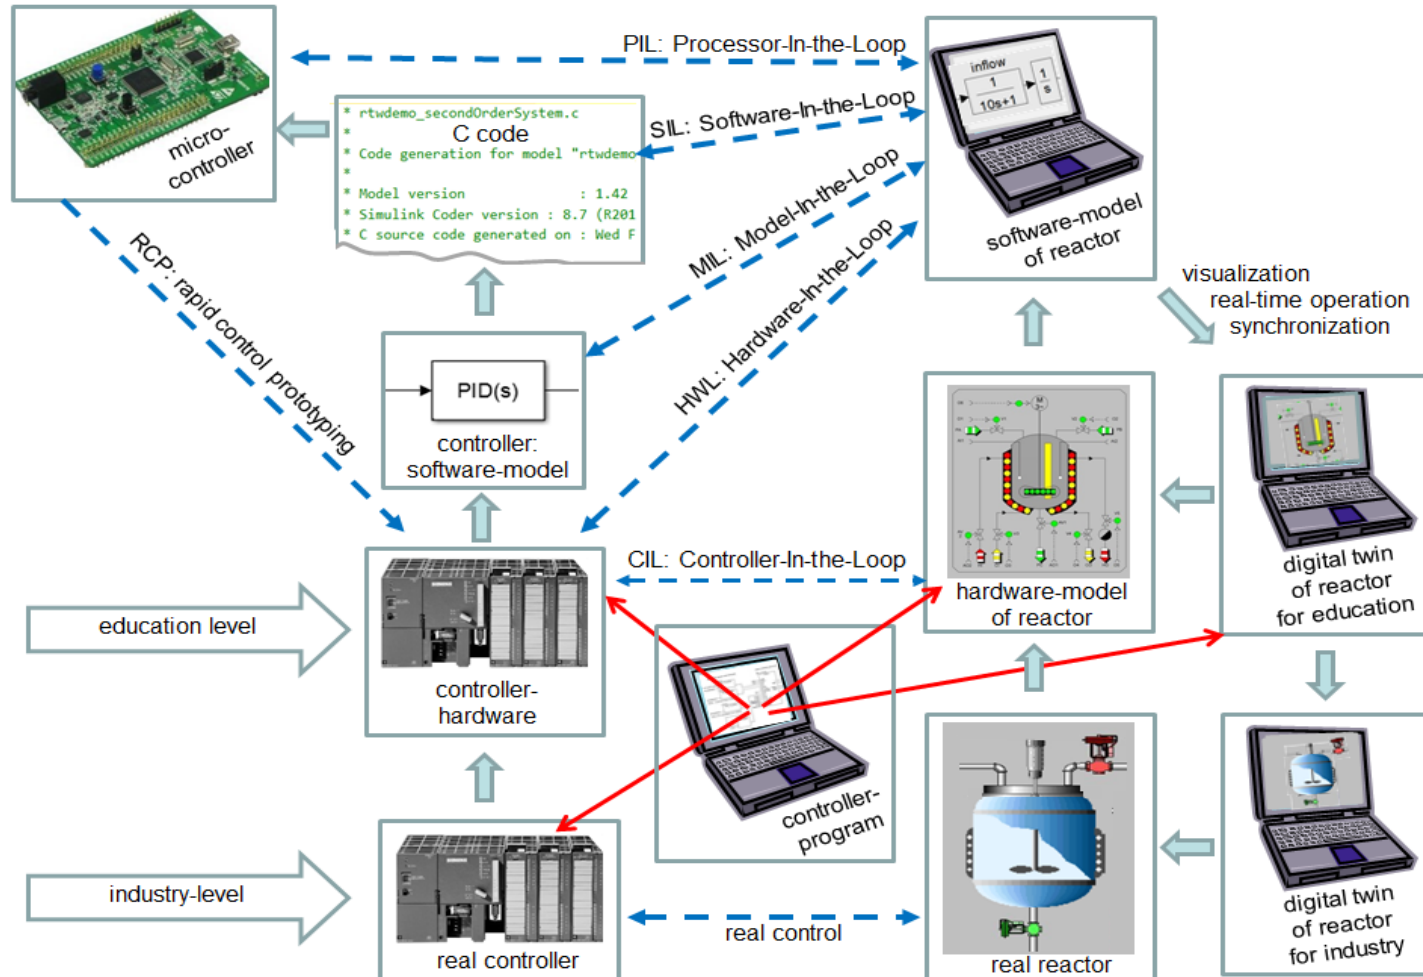 PIL: Processor-In-the-Loop
inflow
1
10s+1
1
s
* rtwdemo_secondOrderSystem.c
*
C code
* Code generation for model "rtwdemo
*
* Model version : 1.42
* Simulink Coder version : 8.7 (R201
* C source code generated on : Wed F
micro-
controller
SIL: Software-In-the-Loop
MIL: Model-In-the-Loop
HWL: Hardware-In-the-Loop
software-model
of reactor
RCP: rapid control prototyping
visualization
real-time operation
synchronization
PID(s)
controller:
software-model
M
CIL: Controller-In-the-Loop
hardware-model
of reactor
digital twin
of reactor
for education
education level
controller-
hardware
controller-
program
industry-level
real controller
real control
real reactor
digital twin
of reactor
for industry